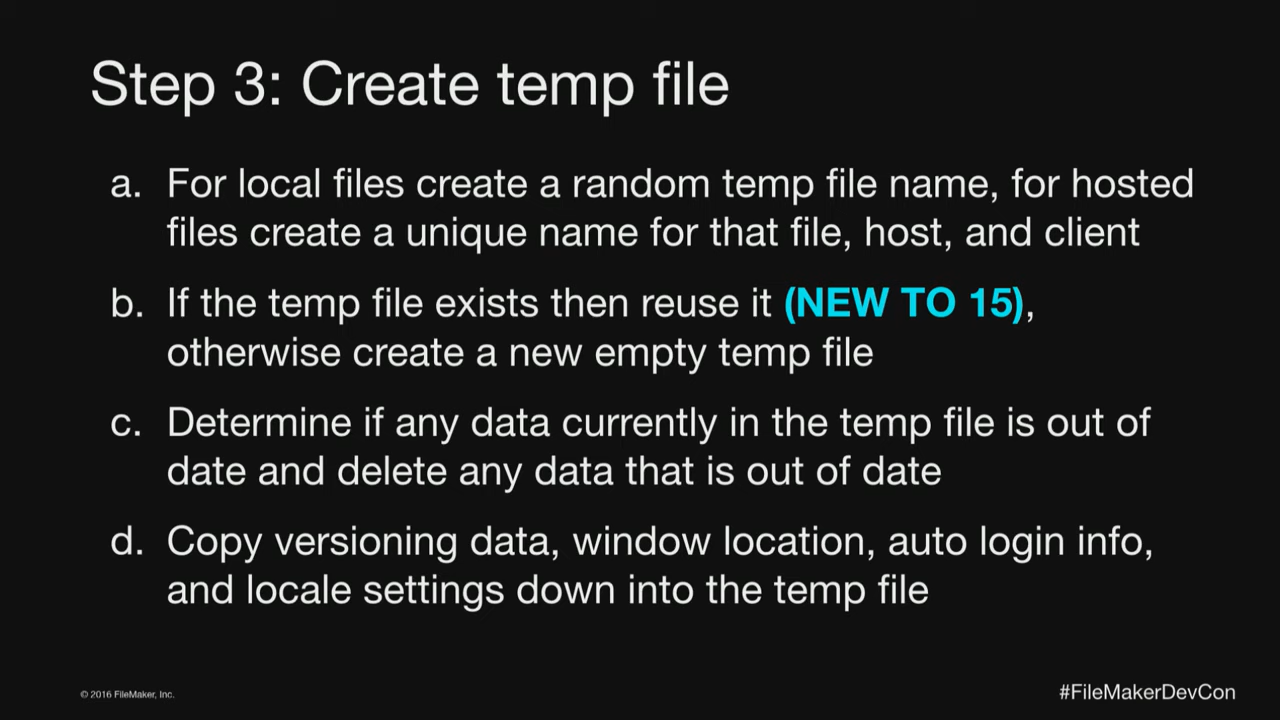 Step 3: Create temp file
a. For local files create a random temp file name, for hosted
files create a unique name for that file, host, and client
b. If the temp file exists then reuse it (NEW TO 15),
otherwise create a new empty temp file
c. Determine if any data currently in the temp file is out of
date and delete any data that is out of date
d. Copy versioning data, window location, auto login info,
and locale settings down into the temp file
© 2016 FileMaker, Inc.
#FileMakerDevCon